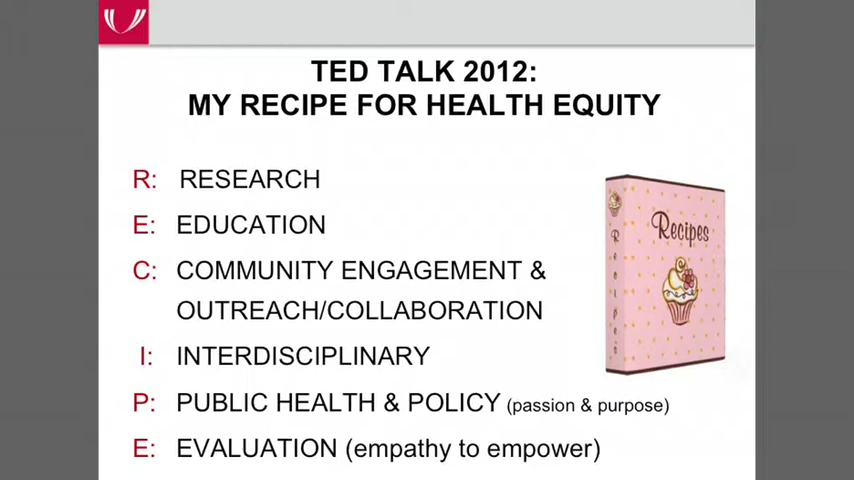 TED TALK 2012:
MY RECIPE FOR HEALTH EQUITY
R: RESEARCH
E: EDUCATION
C: COMMUNITY ENGAGEMENT &
OUTREACH/COLLABORATION
I: INTERDISCIPLINARY
P: PUBLIC HEALTH & POLICY (passion & purpose)
E: EVALUATION (empathy to empower)
Recipes
Recipes